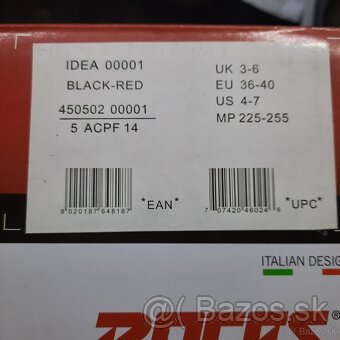 IDEA 00001
BLACK-RED
450502 00001
5 ACPF 14
UK 3-6
EU 36-40
US 4-7
MP 225-255
8 020187 648187
*EAN*
7 07420 46024 6
*UPC*
ITALIAN DESIG
bazos.sk